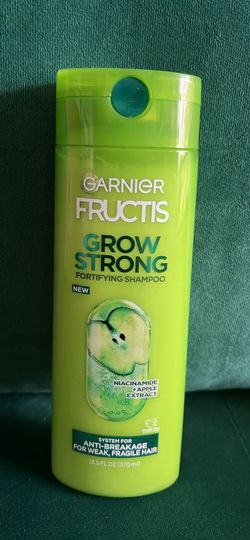 GARNIER
FRUCTIS
GROW
STRONG
FORTIFYING SHAMPOO
NEW
NIACINAMIDE
+ APPLE
EXTRACT
SYSTEM FOR
ANTI-BREAKAGE
FOR WEAK, FRAGILE HAIR
12.5 FL OZ (370 ml)